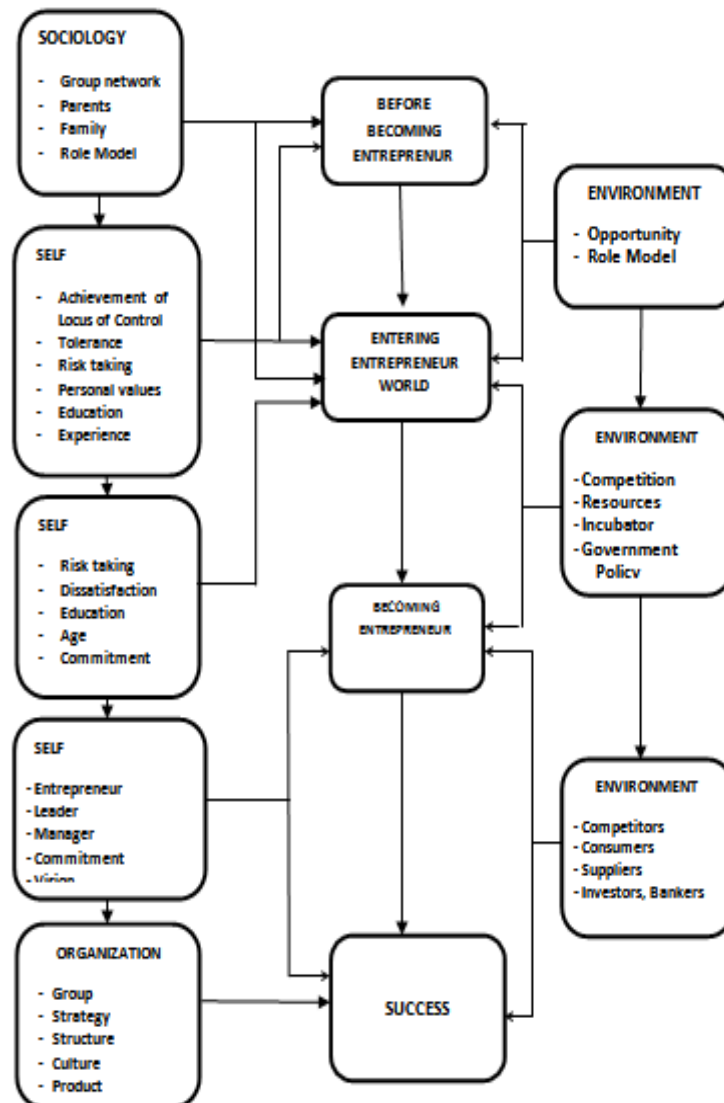 SOCIOLOGY
- Group network
- Parents
- Family
- Role Model
BEFORE
BECOMING
ENTREPRENUR
ENVIRONMENT
- Opportunity
- Role Model
SELF
- Achievement of
Locus of Control
- Tolerance
- Risk taking
- Personal values
- Education
- Experience
ENTERING
ENTREPRENEUR
WORLD
ENVIRONMENT
- Competition
- Resources
- Incubator
- Government
Policy
SELF
- Risk taking
- Dissatisfaction
- Education
- Age
- Commitment
BECOMING
ENTREPRENEUR
SELF
- Entrepreneur
- Leader
- Manager
- Commitment
- Vision
ENVIRONMENT
- Competitors
- Consumers
- Suppliers
- Investors, Bankers
ORGANIZATION
- Group
- Strategy
- Structure
- Culture
- Product
SUCCESS